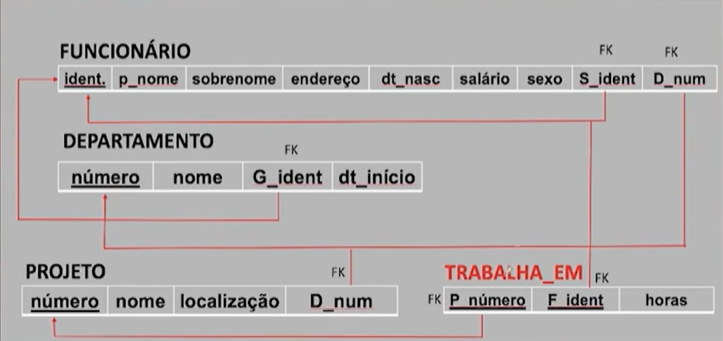 FUNCIONÁRIO FK FK
ident. p_nome sobrenome endereço dt_nasc salário sexo S_ident D_num
DEPARTAMENTO FK
número nome G_ident dt_início
PROJETO FK TRABALHA_EM FK
número nome localização D_num FK P_número F_ident horas